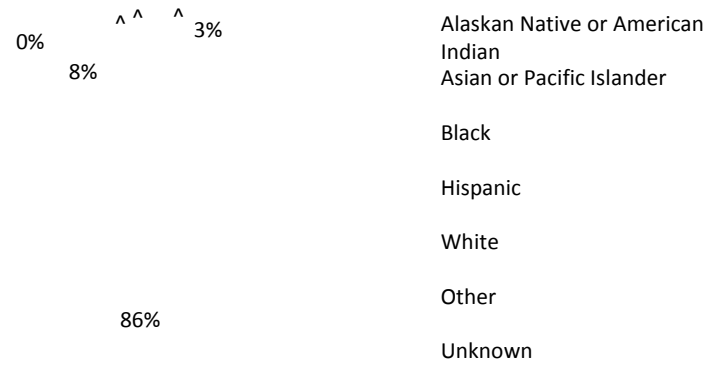 ^ ^ ^
3%
0%
8%
86%
Alaskan Native or American
Indian
Asian or Pacific Islander
Black
Hispanic
White
Other
Unknown